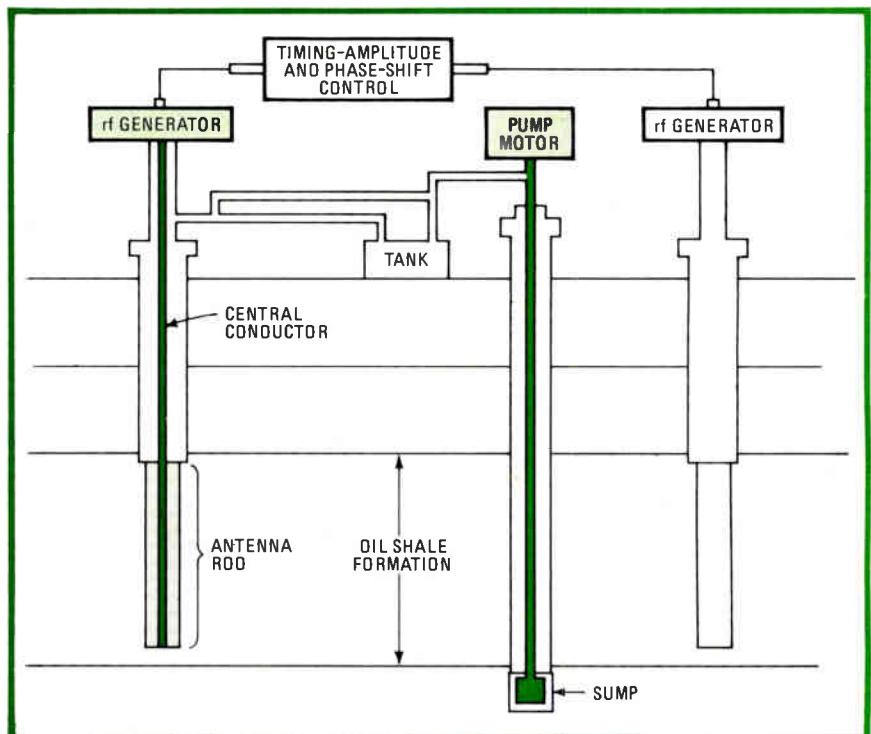 TIMING-AMPLITUDE
AND PHASE-SHIFT
CONTROL
rf GENERATOR
PUMP
MOTOR
rf GENERATOR
TANK
CENTRAL
CONDUCTOR
ANTENNA
ROD
OIL SHALE
FORMATION
SUMP